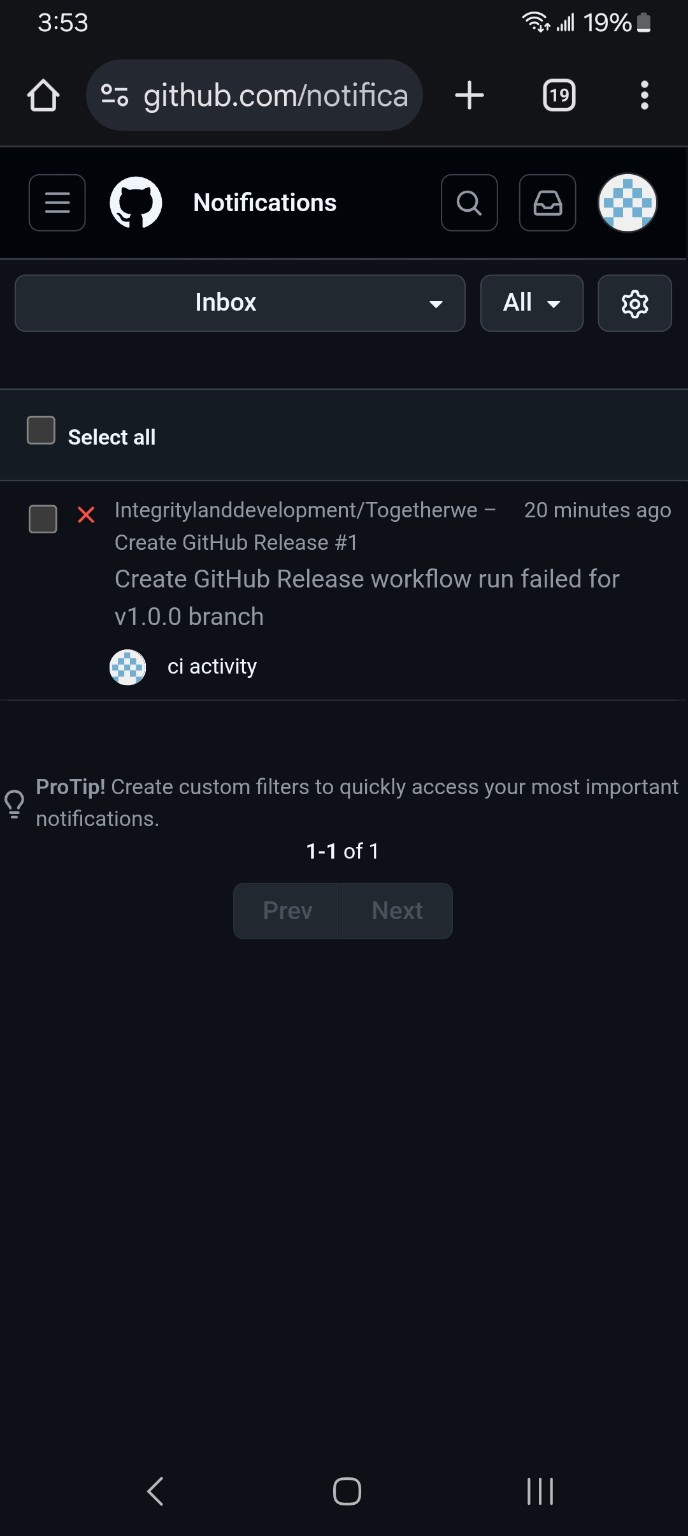 3:53
19%
github.com/notifica
19
Notifications
Inbox
All
Select all
Integritylanddevelopment/Togetherwe –
20 minutes ago
Create GitHub Release #1
Create GitHub Release workflow run failed for
v1.0.0 branch
ci activity
ProTip! Create custom filters to quickly access your most important
notifications.
1-1 of 1
Prev
Next